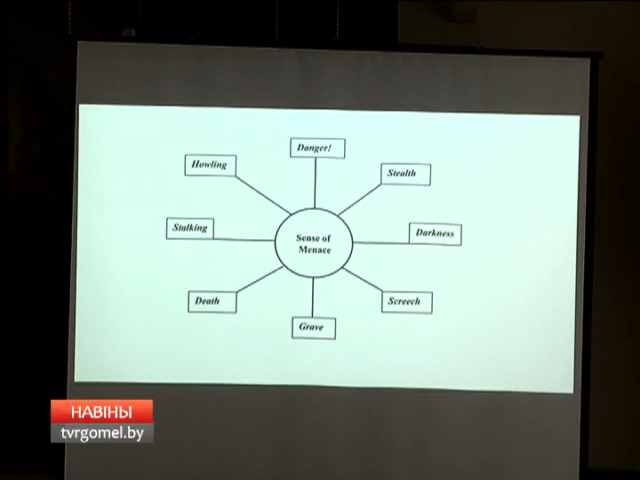 Danger!
Howling
Stealth
Stalking
Sense of
Menace
Darkness
Death
Screech
Grave
НАВІНЫ
tvrgomel.by